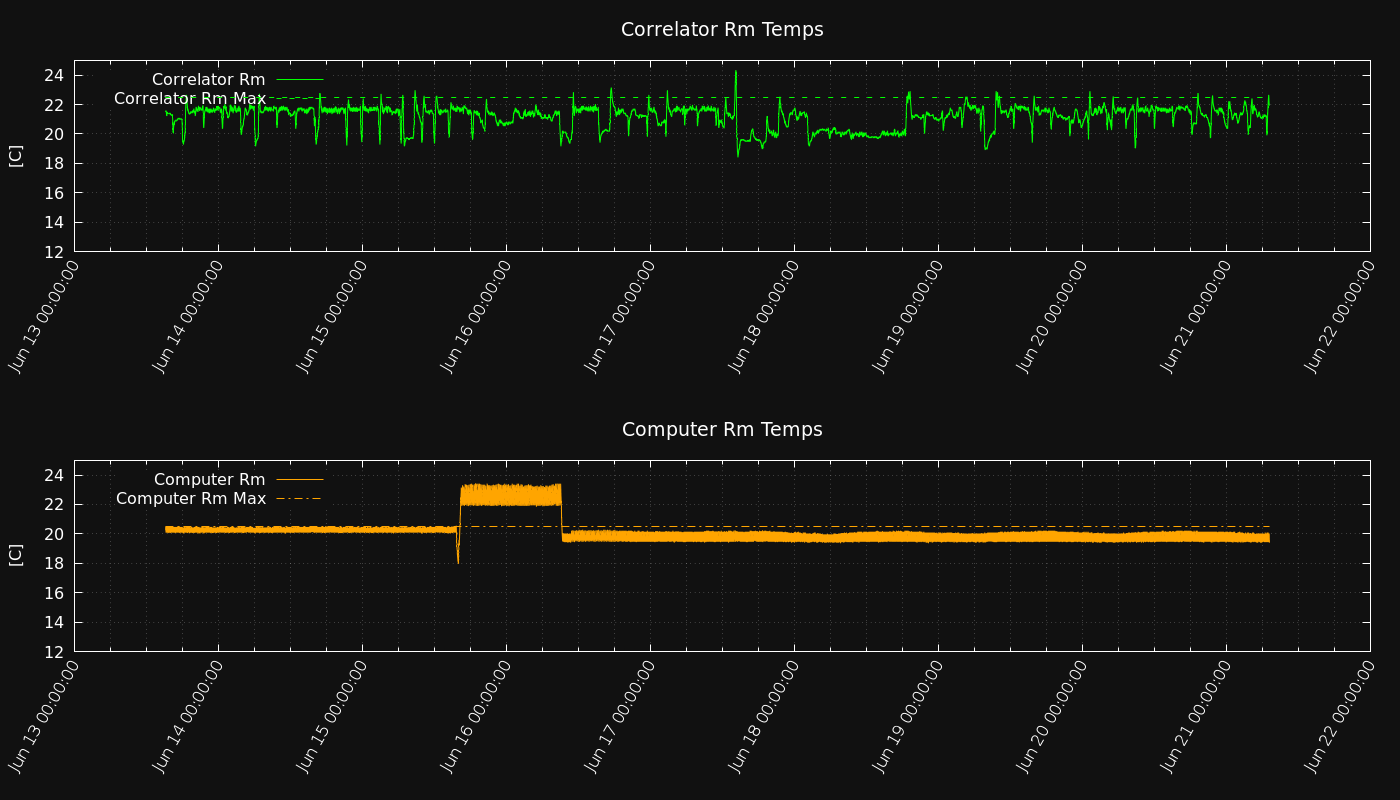 Correlator Rm Temps
Correlator Rm
Correlator Rm Max
24
22
20
18
16
14
12
[C]
Jun 13 00:00:00
Jun 14 00:00:00
Jun 15 00:00:00
Jun 16 00:00:00
Jun 17 00:00:00
Jun 18 00:00:00
Jun 19 00:00:00
Jun 20 00:00:00
Jun 21 00:00:00
Jun 22 00:00:00
Computer Rm Temps
Computer Rm
Computer Rm Max
24
22
20
18
16
14
12
[C]
Jun 13 00:00:00
Jun 14 00:00:00
Jun 15 00:00:00
Jun 16 00:00:00
Jun 17 00:00:00
Jun 18 00:00:00
Jun 19 00:00:00
Jun 20 00:00:00
Jun 21 00:00:00
Jun 22 00:00:00